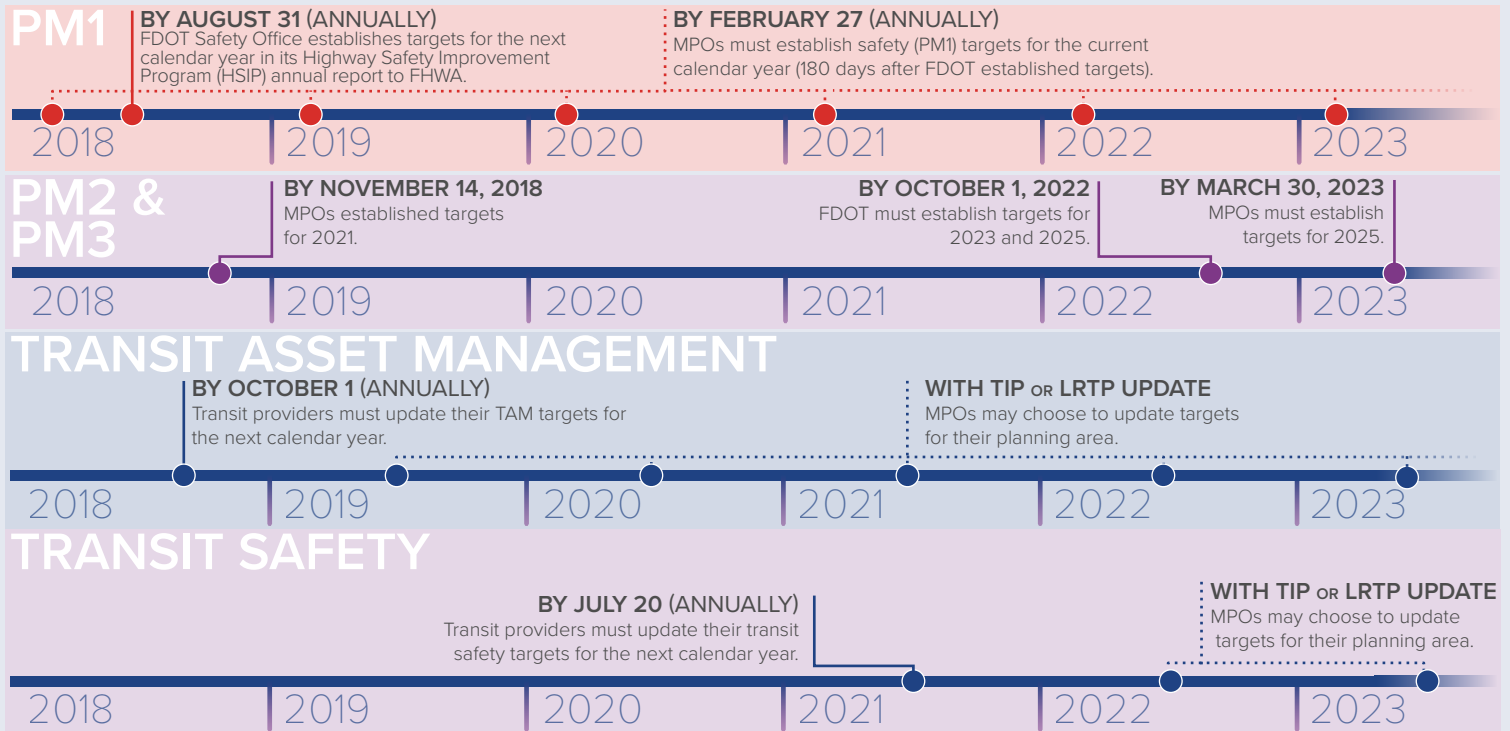 PM1
BY AUGUST 31 (ANNUALLY)
FDOT Safety Office establishes targets for the next
calendar year in its Highway Safety Improvement
Program (HSIP) annual report to FHWA.
BY FEBRUARY 27 (ANNUALLY)
MPOs must establish safety (PM1) targets for the current
calendar year (180 days after FDOT established targets).
2018 2019 2020 2021 2022 2023
PM2 &
PM3
BY NOVEMBER 14, 2018
MPOs established targets
for 2021.
BY OCTOBER 1, 2022
FDOT must establish targets for
2023 and 2025.
BY MARCH 30, 2023
MPOs must establish
targets for 2025.
2018 2019 2020 2021 2022 2023
TRANSIT ASSET MANAGEMENT
BY OCTOBER 1 (ANNUALLY)
Transit providers must update their TAM targets for
the next calendar year.
WITH TIP OR LRTP UPDATE
MPOs may choose to update targets
for their planning area.
2018 2019 2020 2021 2022 2023
TRANSIT SAFETY
BY JULY 20 (ANNUALLY)
Transit providers must update their transit
safety targets for the next calendar year.
WITH TIP OR LRTP UPDATE
MPOs may choose to update
targets for their planning area.
2018 2019 2020 2021 2022 2023